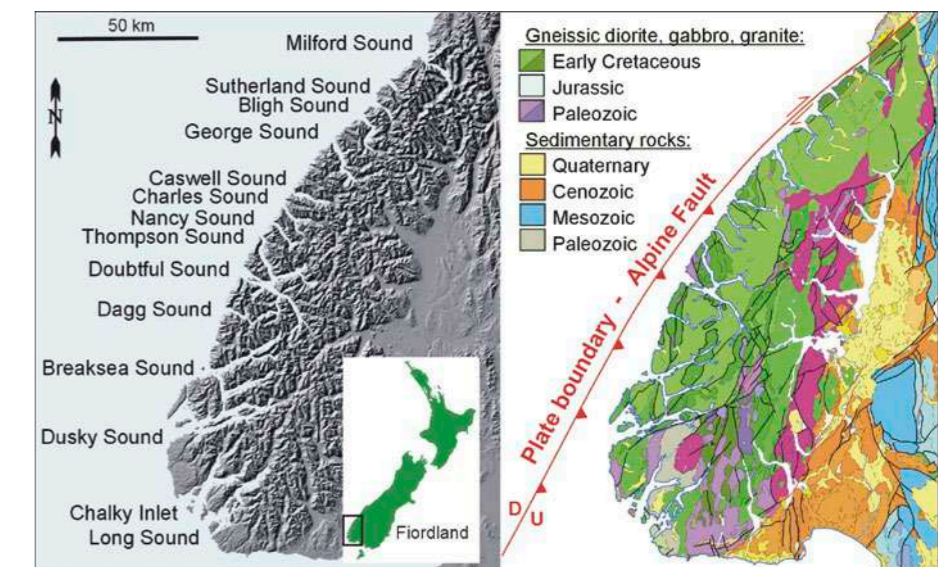 50 km
N
Milford Sound
Sutherland Sound
Bligh Sound
George Sound
Caswell Sound
Charles Sound
Nancy Sound
Thompson Sound
Doubtful Sound
Dagg Sound
Breaksea Sound
Dusky Sound
Chalky Inlet
Long Sound
Fiordland
Gneissic diorite, gabbro, granite:
Early Cretaceous
Jurassic
Paleozoic
Sedimentary rocks:
Quaternary
Cenozoic
Mesozoic
Paleozoic
Plate boundary - Alpine Fault
D U